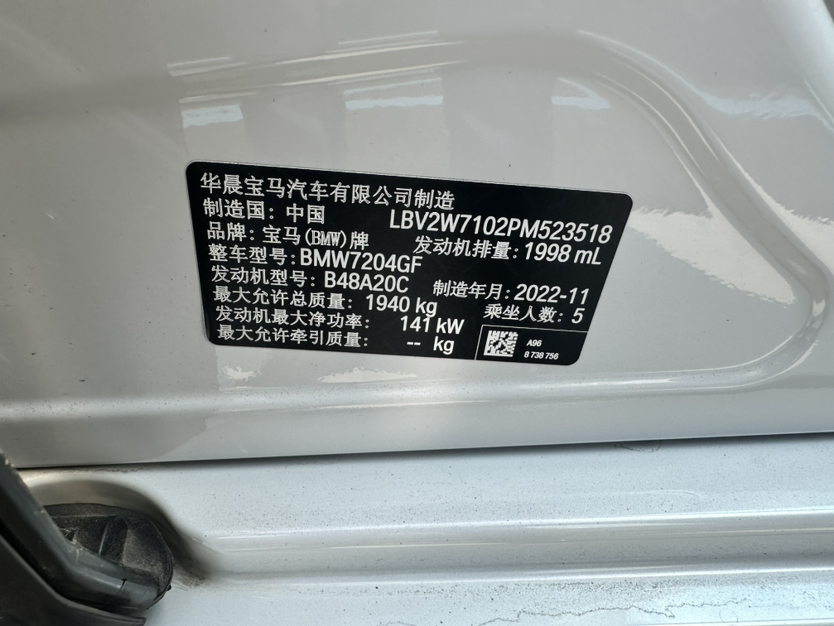 华晨宝马汽车有限公司制造
制造国: 中国 LBV2W7102PM523518
品牌: 宝马(BMW)牌 发动机排量: 1998 mL
整车型号: BMW7204GF
发动机型号: B48A20C 制造年月: 2022-11
最大允许总质量: 1940 kg 乘坐人数: 5
发动机最大净功率: 141 kW
最大允许牵引质量: -- kg
A96
8 738 756